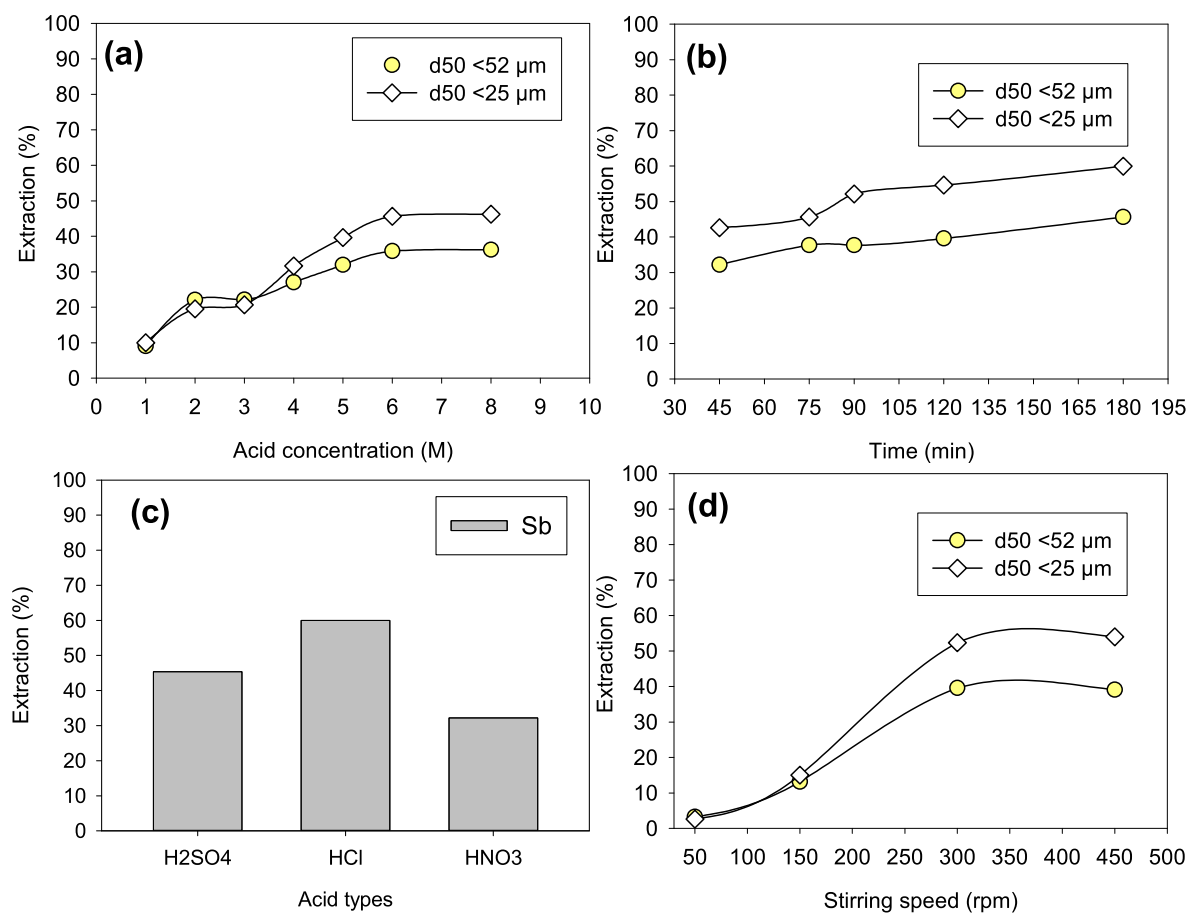 (a)
d50 <52 µm
d50 <25 µm
Extraction (%)
100
90
80
70
60
50
40
30
20
10
0
0 1 2 3 4 5 6 7 8 9 10
Acid concentration (M)
(b)
d50 <52 µm
d50 <25 µm
Extraction (%)
100
90
80
70
60
50
40
30
20
10
0
30 45 60 75 90 105 120 135 150 165 180 195
Time (min)
(c)
Sb
Extraction (%)
100
90
80
70
60
50
40
30
20
10
0
H2SO4 HCl HNO3
Acid types
(d)
d50 <52 µm
d50 <25 µm
Extraction (%)
100
90
80
70
60
50
40
30
20
10
0
50 100 150 200 250 300 350 400 450 500
Stirring speed (rpm)